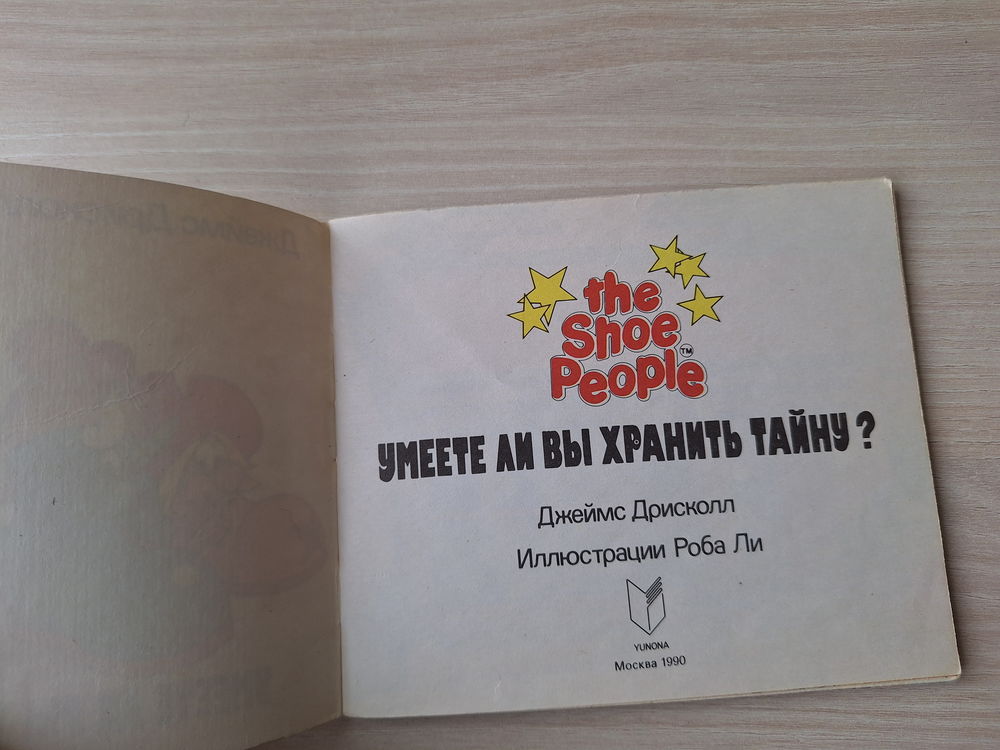 the
Shoe
People
TM
УМЕЕТЕ ЛИ ВЫ ХРАНИТЬ ТАЙНУ?
Джеймс Дрисколл
Иллюстрации Роба Ли
YUNONA
Москва 1990